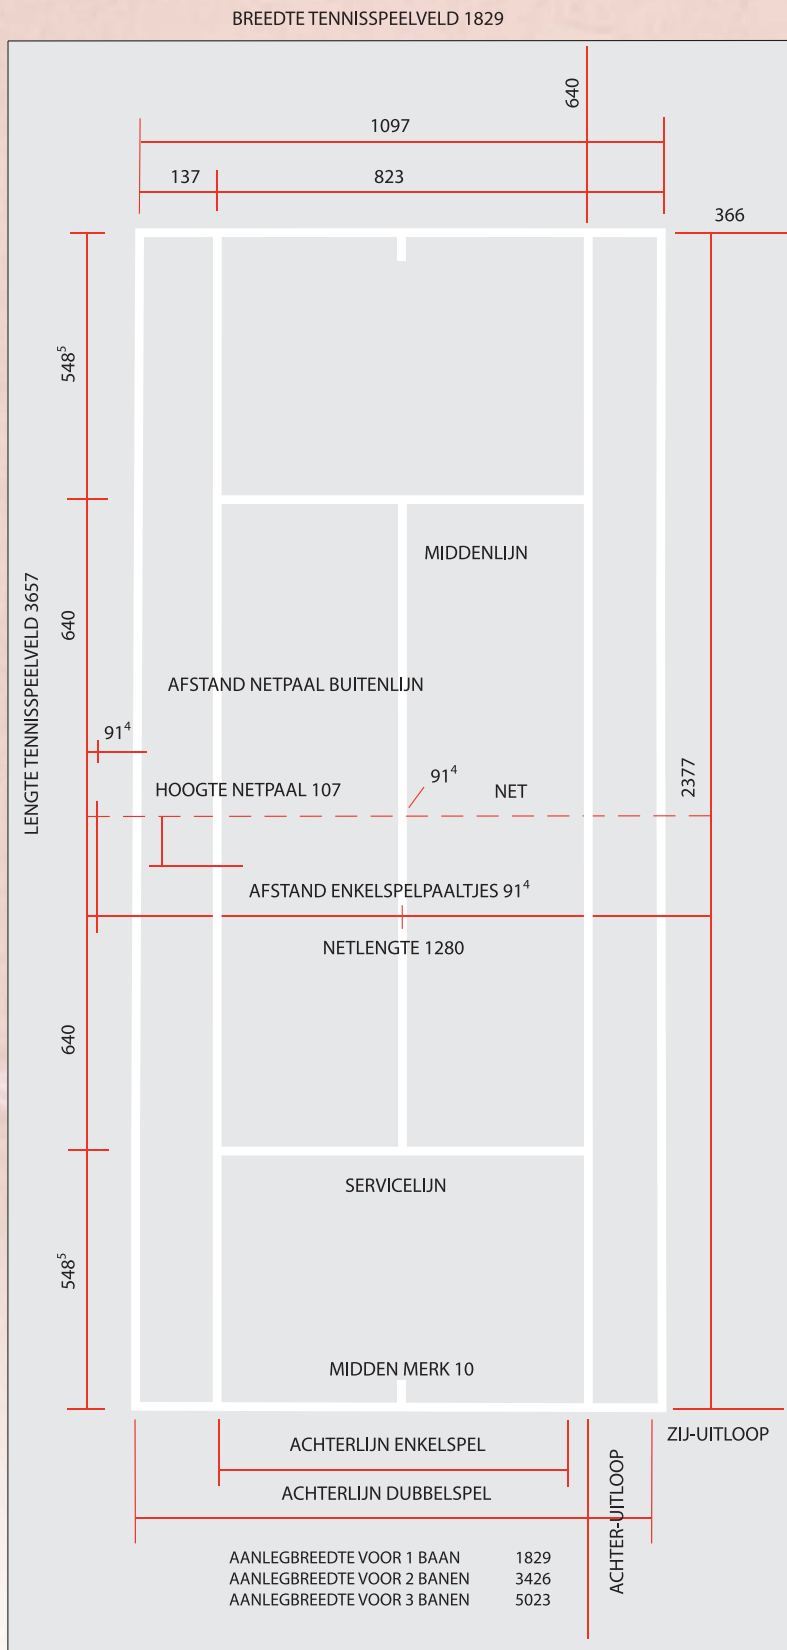 BREEDTE TENNISSPEELVELD 1829
640
1097
137
823
366
548⁵
MIDDENLIJN
LENGTE TENNISSPEELVELD 3657
640
AFSTAND NETPAAL BUITENLIJN
91⁴
2377
91⁴
HOOGTE NETPAAL 107
NET
AFSTAND ENKELSPELPAALTJES 91⁴
NETLENGTE 1280
640
SERVICELIJN
548⁵
MIDDEN MERK 10
ZIJ-UITLOOP
ACHTERLIJN ENKELSPEL
ACHTERLIJN DUBBELSPEL
ACHTER-UITLOOP
AANLEGBREEDTE VOOR 1 BAAN 1829
AANLEGBREEDTE VOOR 2 BANEN 3426
AANLEGBREEDTE VOOR 3 BANEN 5023